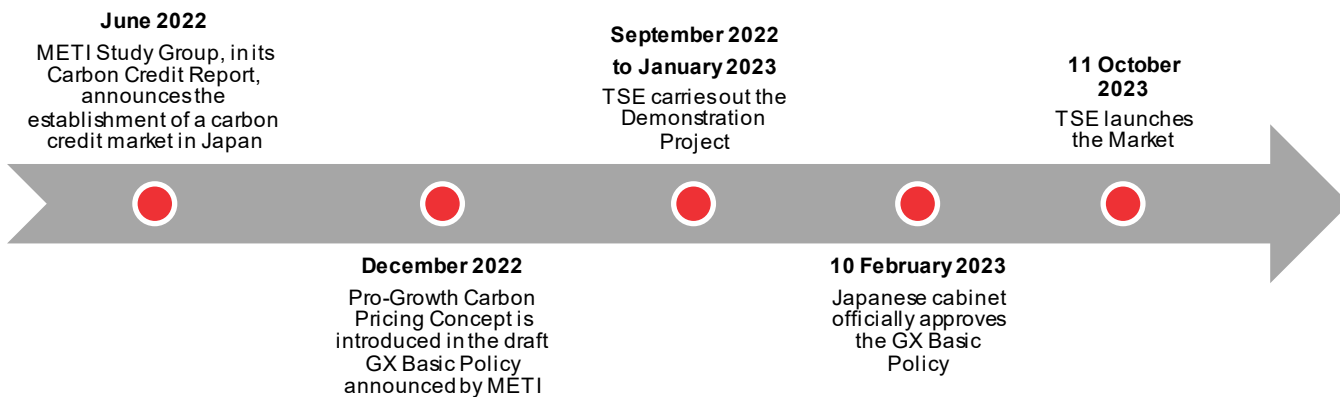 June 2022
METI Study Group, in its
Carbon Credit Report,
announces the
establishment of a carbon
credit market in Japan
December 2022
Pro-Growth Carbon
Pricing Concept is
introduced in the draft
GX Basic Policy
announced by METI
September 2022
to January 2023
TSE carries out the
Demonstration
Project
10 February 2023
Japanese cabinet
officially approves
the GX Basic
Policy
11 October
2023
TSE launches
the Market